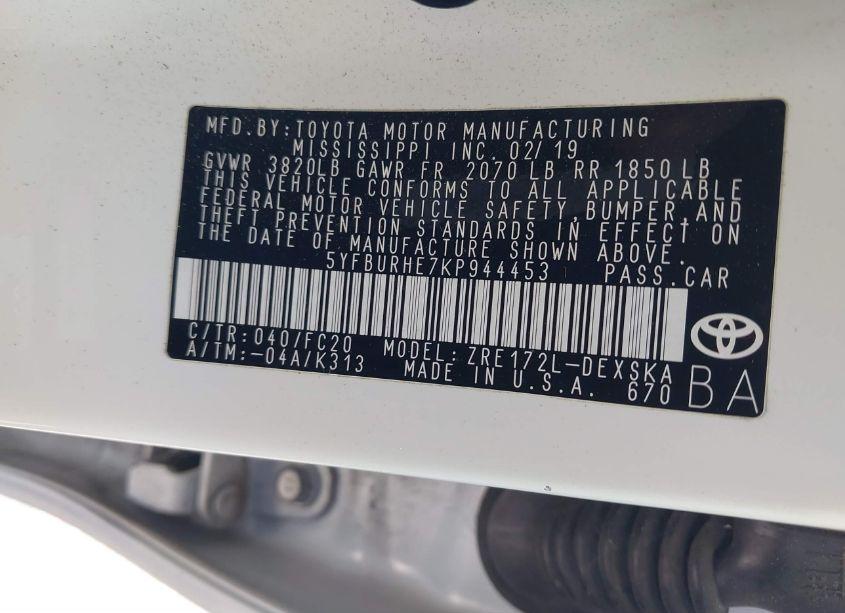 MFD.BY:TOYOTA MOTOR MANUFACTURING
MISSISSIPPI INC. 02/19
GVWR 3820LB GAWR FR 2070 LB RR 1850 LB
THIS VEHICLE CONFORMS TO ALL APPLICABLE
FEDERAL MOTOR VEHICLE SAFETY,BUMPER,AND
THEFT PREVENTION STANDARDS IN EFFECT ON
THE DATE OF MANUFACTURE SHOWN ABOVE.
5YFBURHE7KP944453 PASS.CAR
C/TR:040/FC20 MODEL:ZRE172L-DEXSKA
A/TM:-04A/K313 MADE IN U.S.A. 670
BA